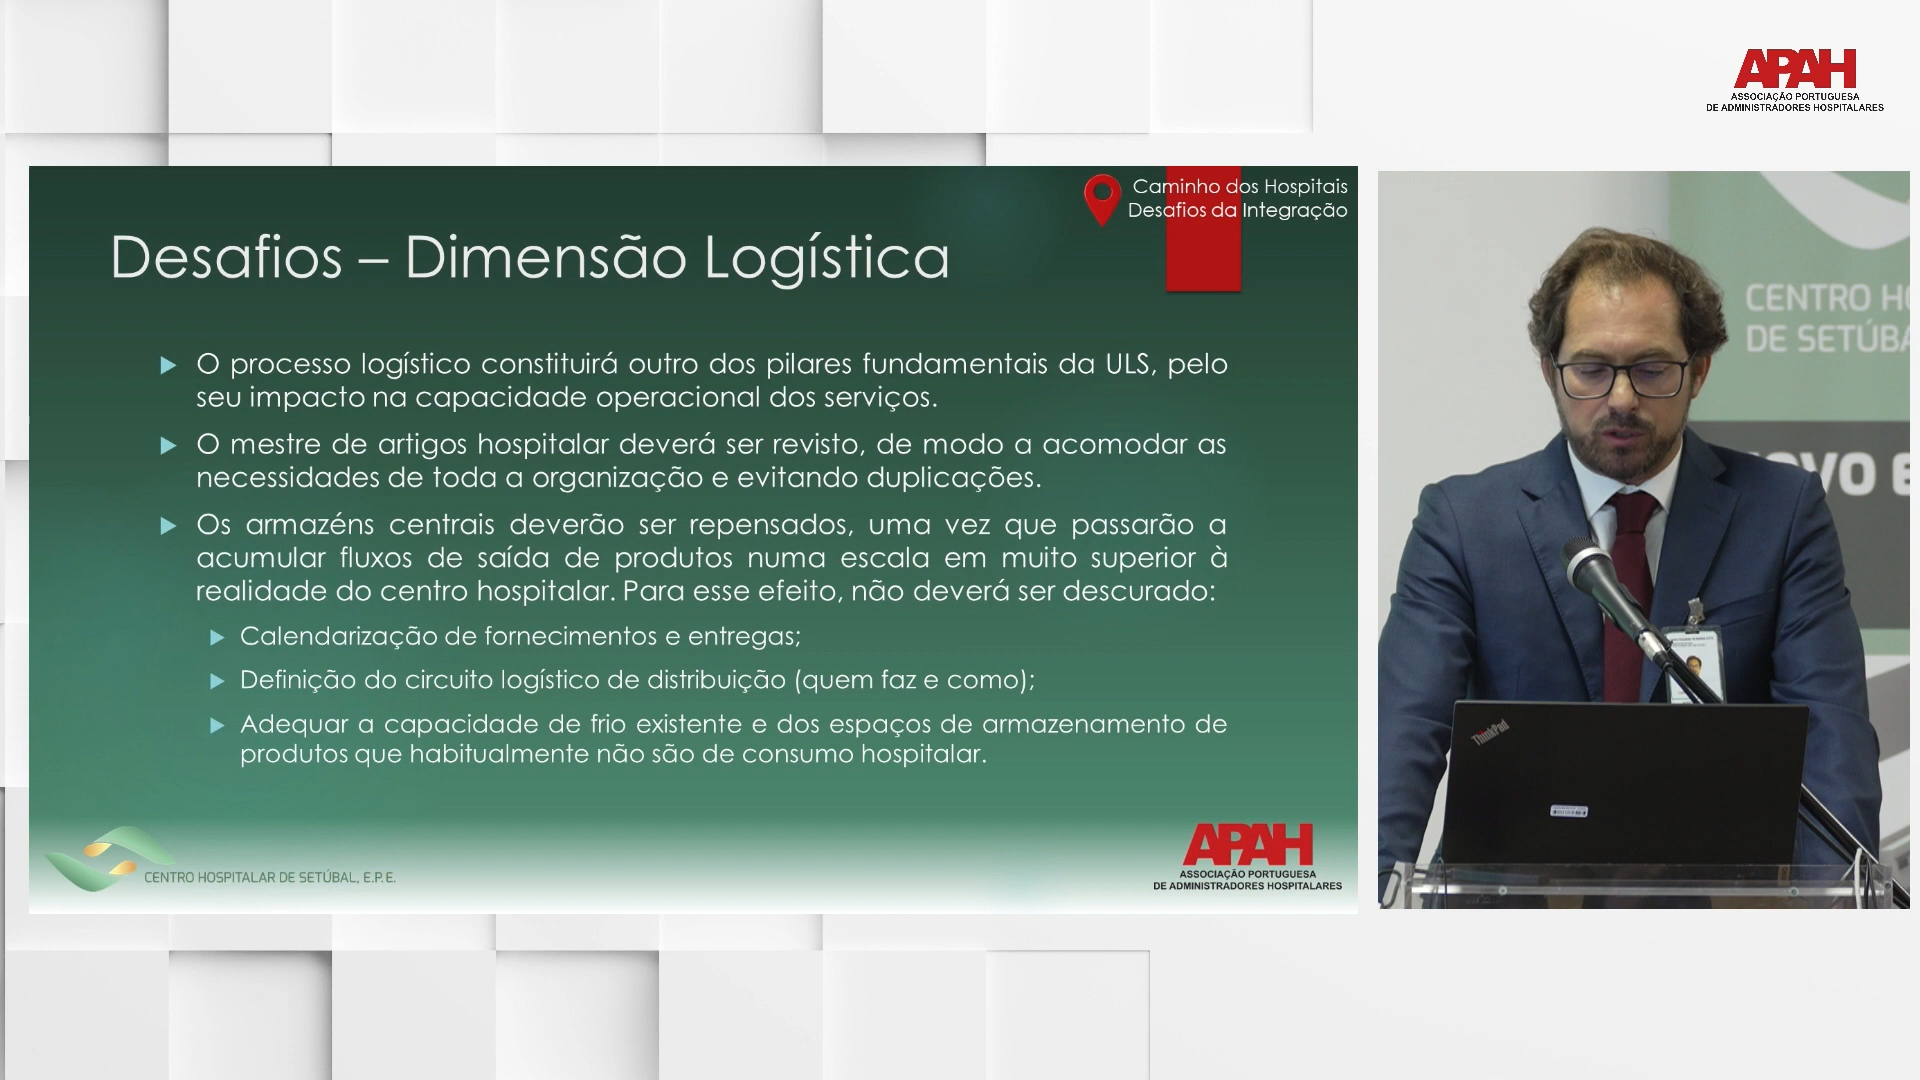 APAH
ASSOCIAÇÃO PORTUGUESA
DE ADMINISTRADORES HOSPITALARES
Caminho dos Hospitais
Desafios da Integração
Desafios – Dimensão Logística
O processo logístico constituirá outro dos pilares fundamentais da ULS, pelo
seu impacto na capacidade operacional dos serviços.
O mestre de artigos hospitalar deverá ser revisto, de modo a acomodar as
necessidades de toda a organização e evitando duplicações.
Os armazéns centrais deverão ser repensados, uma vez que passarão a
acumular fluxos de saída de produtos numa escala em muito superior à
realidade do centro hospitalar. Para esse efeito, não deverá ser descurado:
Calendarização de fornecimentos e entregas;
Definição do circuito logístico de distribuição (quem faz e como);
Adequar a capacidade de frio existente e dos espaços de armazenamento de
produtos que habitualmente não são de consumo hospitalar.
CENTRO HOSPITALAR DE SETÚBAL, E.P.E.
APAH
ASSOCIAÇÃO PORTUGUESA
DE ADMINISTRADORES HOSPITALARES
CENTRO HO
DE SETÚBA
ovo e
ThinkPad